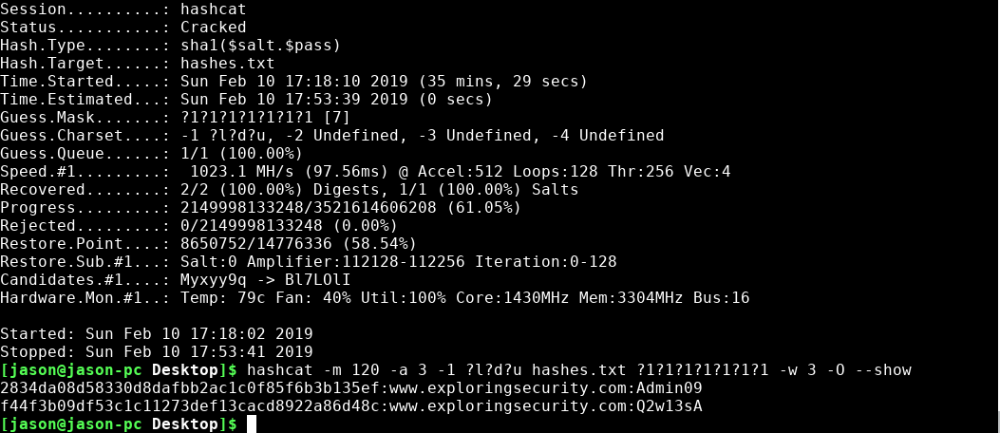 Session..........: hashcat
Status...........: Cracked
Hash.Type........: sha1($salt.$pass)
Hash.Target......: hashes.txt
Time.Started.....: Sun Feb 10 17:18:10 2019 (35 mins, 29 secs)
Time.Estimated...: Sun Feb 10 17:53:39 2019 (0 secs)
Guess.Mask.......: ?1?1?1?1?1?1?1 [7]
Guess.Charset....: -1 ?l?d?u, -2 Undefined, -3 Undefined, -4 Undefined
Guess.Queue......: 1/1 (100.00%)
Speed.#1.........:  1023.1 MH/s (97.56ms) @ Accel:512 Loops:128 Thr:256 Vec:4
Recovered........: 2/2 (100.00%) Digests, 1/1 (100.00%) Salts
Progress.........: 2149998133248/3521614606208 (61.05%)
Rejected.........: 0/2149998133248 (0.00%)
Restore.Point....: 8650752/14776336 (58.54%)
Restore.Sub.#1...: Salt:0 Amplifier:112128-112256 Iteration:0-128
Candidates.#1....: Myxyy9q -> Bl7LOlI
Hardware.Mon.#1..: Temp: 79c Fan: 40% Util:100% Core:1430MHz Mem:3304MHz Bus:16
Started: Sun Feb 10 17:18:02 2019
Stopped: Sun Feb 10 17:53:41 2019
[jason@jason-pc Desktop]$ hashcat -m 120 -a 3 -1 ?l?d?u hashes.txt ?1?1?1?1?1?1?1 -w 3 -O --show
2834da08d58330d8dafbb2ac1c0f85f6b3b135ef:www.exploringsecurity.com:Admin09
f44f3b09df53c1c11273def13cacd8922a86d48c:www.exploringsecurity.com:Q2w13sA
[jason@jason-pc Desktop]$